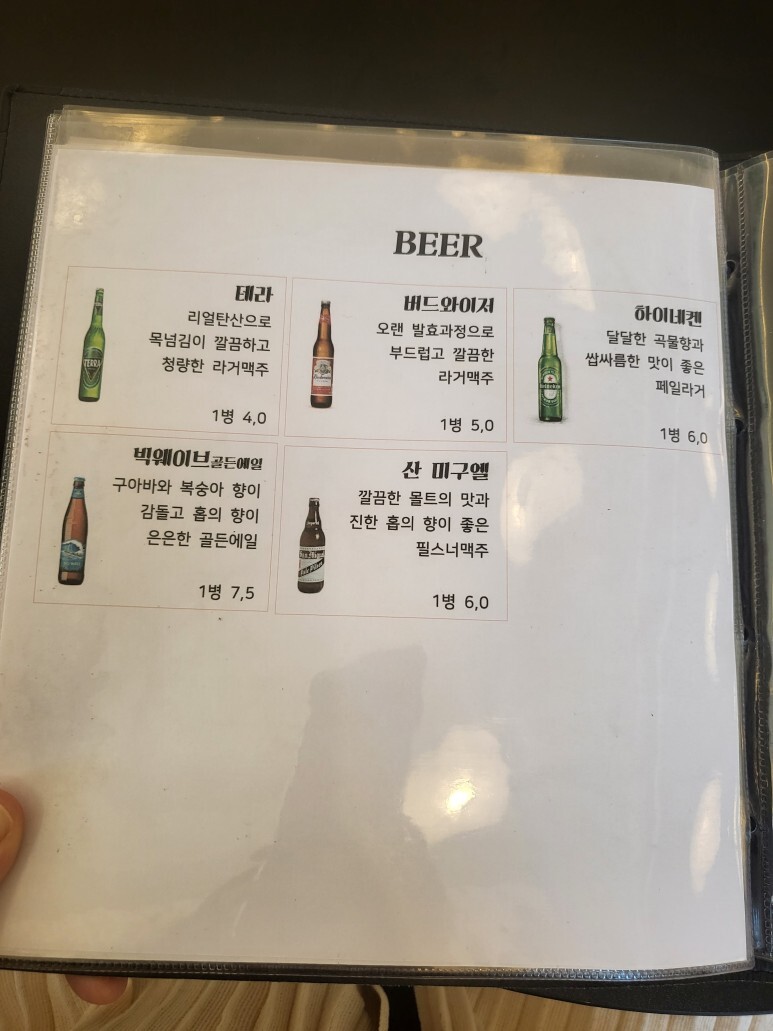 BEER
테라
리얼탄산으로
목넘김이 깔끔하고
청량한 라거맥주
1병 4,0
버드와이저
오랜 발효과정으로
부드럽고 깔끔한
라거맥주
1병 5,0
하이네켄
달달한 곡물향과
쌉싸름한 맛이 좋은
페일라거
1병 6,0
빅웨이브골든에일
구아바와 복숭아 향이
감돌고 홉의 향이
은은한 골든에일
1병 7,5
산 미구엘
깔끔한 몰트의 맛과
진한 홉의 향이 좋은
필스너맥주
1병 6,0
TERRA
Heineken